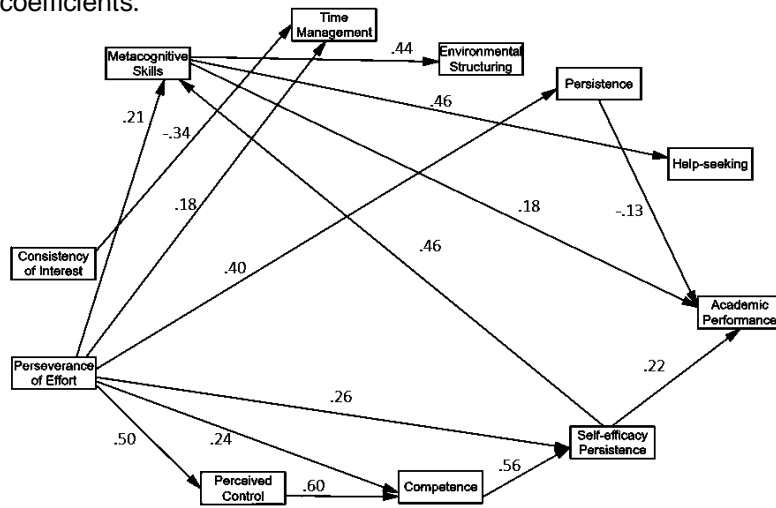 coefficients.
Time
Management
Metacognitive
Skills
.44
Environmental
Structuring
Persistence
.46
.21
-.34
Help-seeking
.18
.18
-.13
Consistency
of Interest
.46
.40
Academic
Performance
Perseverance
of Effort
.22
.26
.50
.24
Self-efficacy
Persistence
.56
Perceived
Control
.60
Competence